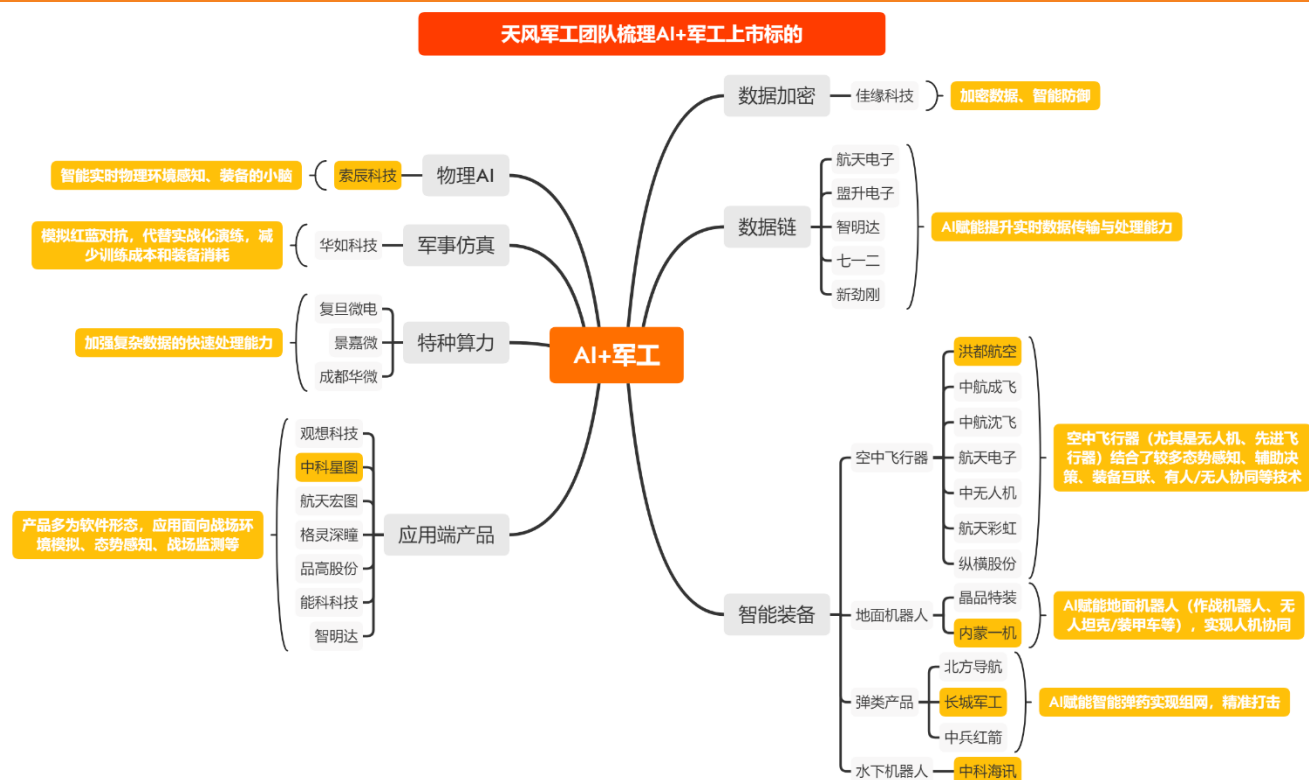 天风军工团队梳理AI+军工上市标的
AI+军工
物理AI
索辰科技
智能实时物理环境感知、装备的小脑
军事仿真
华如科技
模拟红蓝对抗，代替实战化演练，减
少训练成本和装备消耗
特种算力
复旦微电
景嘉微
成都华微
加强复杂数据的快速处理能力
应用端产品
观想科技
中科星图
航天宏图
格灵深瞳
品高股份
能科科技
智明达
产品多为软件形态，应用面向战场环
境模拟、态势感知、战场监测等
数据加密
佳缘科技
加密数据、智能防御
数据链
航天电子
盟升电子
智明达
七一二
新劲刚
AI赋能提升实时数据传输与处理能力
智能装备
空中飞行器
洪都航空
中航成飞
中航沈飞
航天电子
中无人机
航天彩虹
纵横股份
空中飞行器（尤其是无人机、先进飞
行器）结合了较多态势感知、辅助决
策、装备互联、有人/无人协同等技术
地面机器人
晶品特装
内蒙一机
AI赋能地面机器人（作战机器人、无
人坦克/装甲车等），实现人机协同
弹类产品
北方导航
长城军工
中兵红箭
AI赋能智能弹药实现组网，精准打击
水下机器人
中科海讯